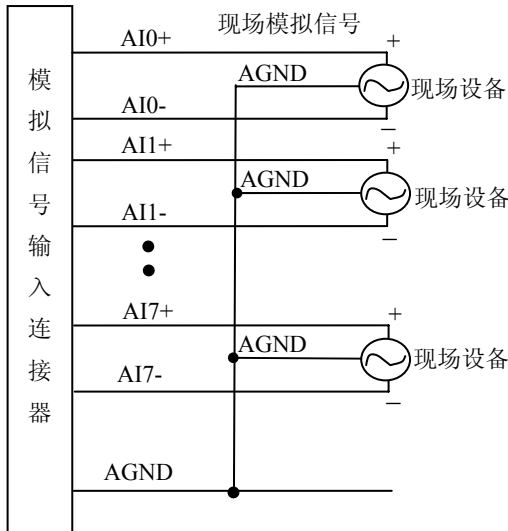 模拟信号输入连接器
现场模拟信号
AI0+
+
AGND
现场设备
AI0-
−
AI1+
+
AGND
现场设备
AI1-
−
AI7+
+
AGND
现场设备
AI7-
−
AGND